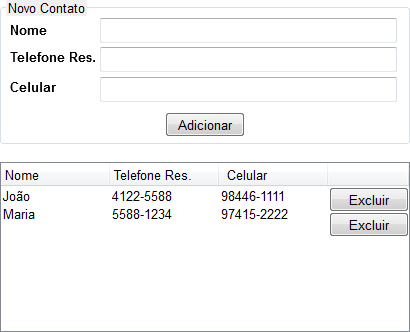 Novo Contato
Nome
Telefone Res.
Celular
Adicionar
Nome Telefone Res. Celular
João 4122-5588 98446-1111 Excluir
Maria 5588-1234 97415-2222 Excluir